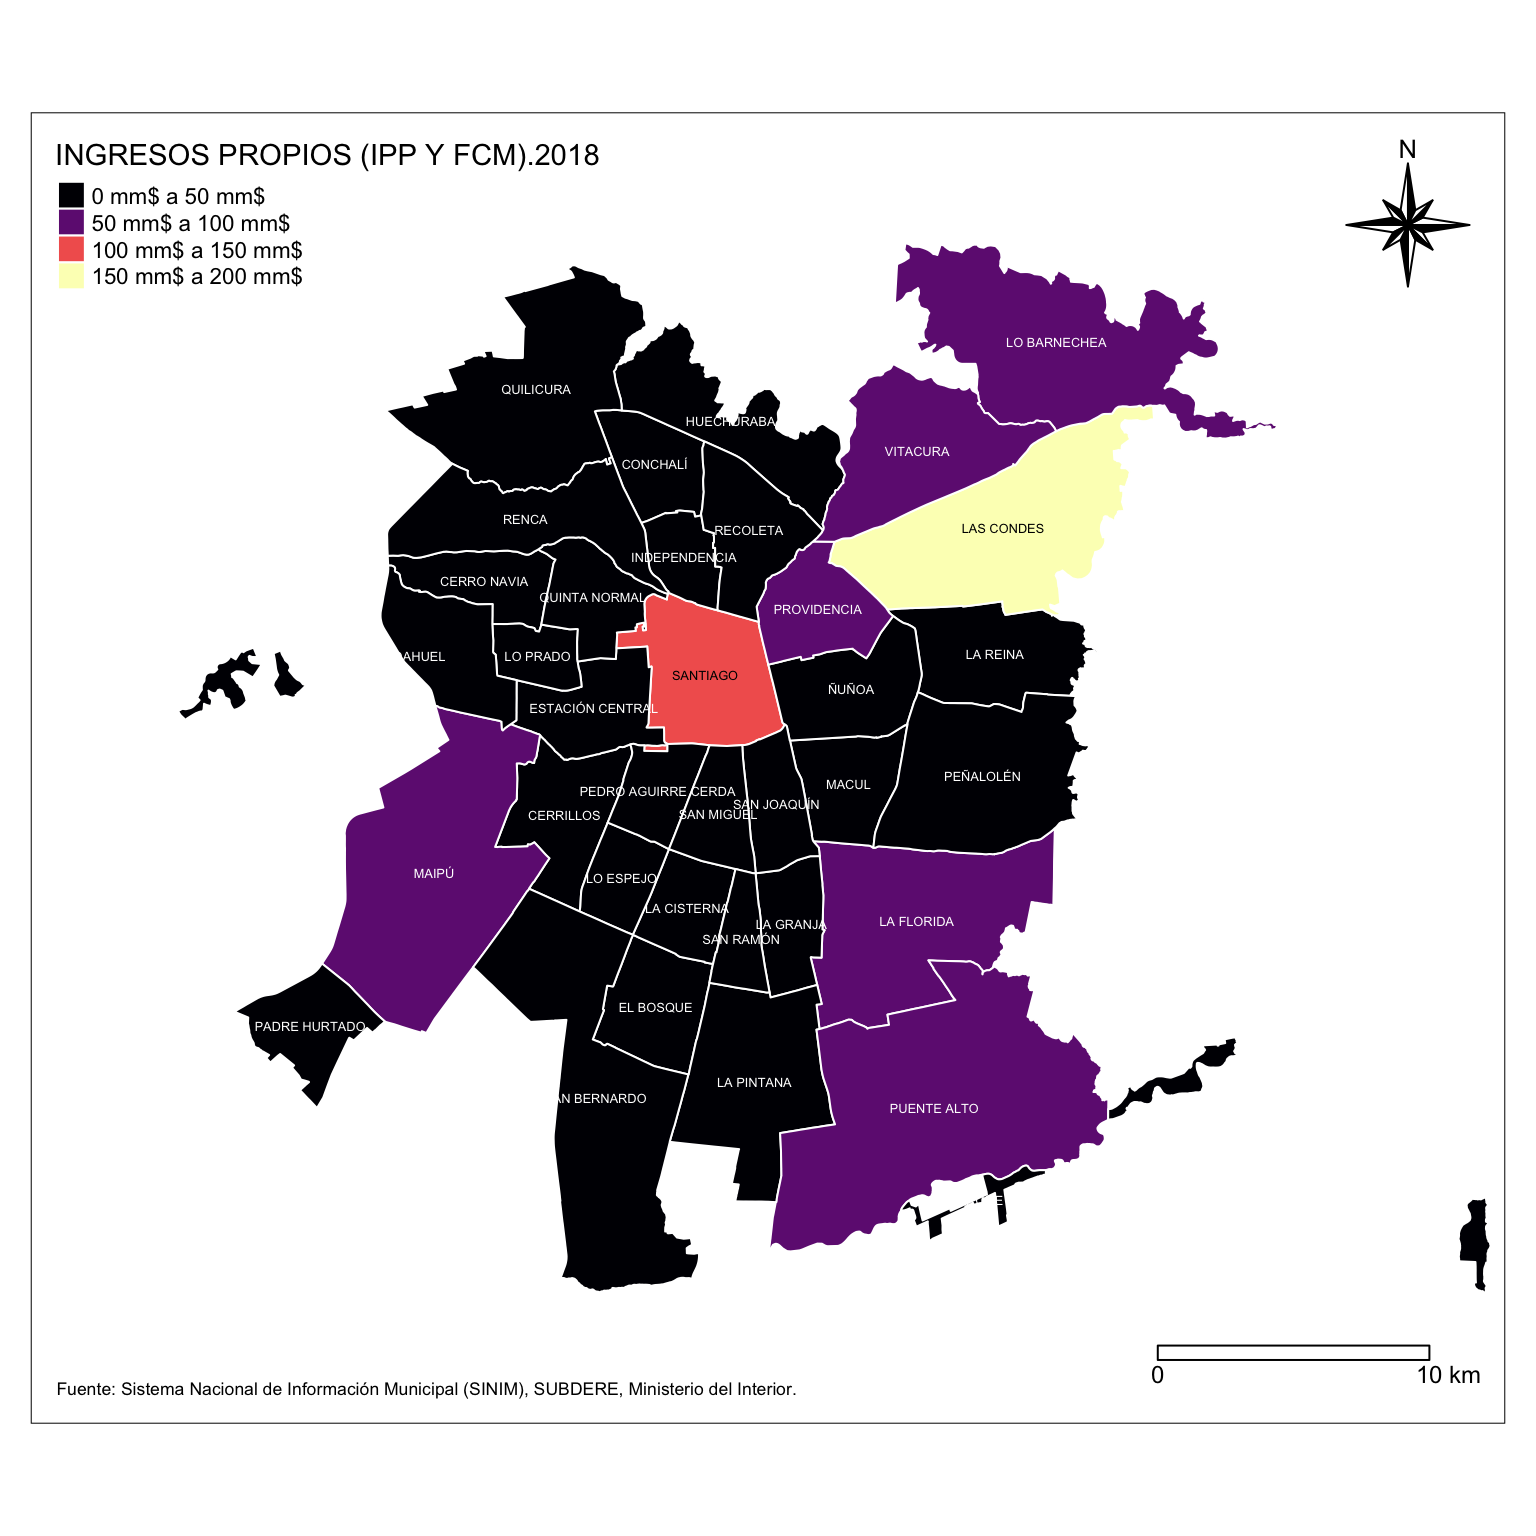 INGRESOS PROPIOS (IPP Y FCM).2018
0 mm$ a 50 mm$
50 mm$ a 100 mm$
100 mm$ a 150 mm$
150 mm$ a 200 mm$
N
LO BARNECHEA
QUILICURA
HUECHURABA
VITACURA
CONCHALÍ
RENCA
RECOLETA
LAS CONDES
INDEPENDENCIA
CERRO NAVIA
QUINTA NORMAL
PROVIDENCIA
AHUEL
LO PRADO
LA REINA
SANTIAGO
ÑUÑOA
ESTACIÓN CENTRAL
PEÑALOLÉN
MACUL
PEDRO AGUIRRE CERDA
SAN JOAQUÍN
CERRILLOS
SAN MIGUEL
MAIPÚ
LO ESPEJO
LA CISTERNA
LA GRANJA
LA FLORIDA
SAN RAMÓN
EL BOSQUE
PADRE HURTADO
LA PINTANA
AN BERNARDO
PUENTE ALTO
Fuente: Sistema Nacional de Información Municipal (SINIM), SUBDERE, Ministerio del Interior.
0
10 km